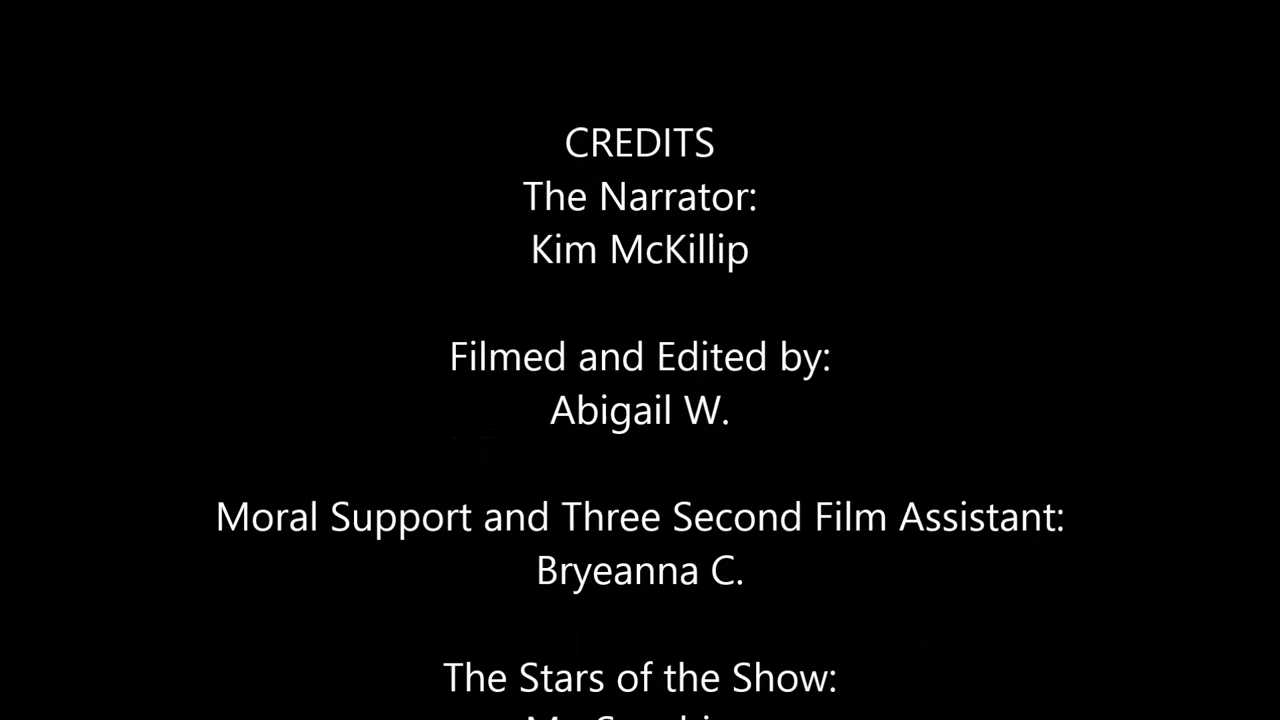 CREDITS
The Narrator:
Kim McKillip
Filmed and Edited by:
Abigail W.
Moral Support and Three Second Film Assistant:
Bryeanna C.
The Stars of the Show: